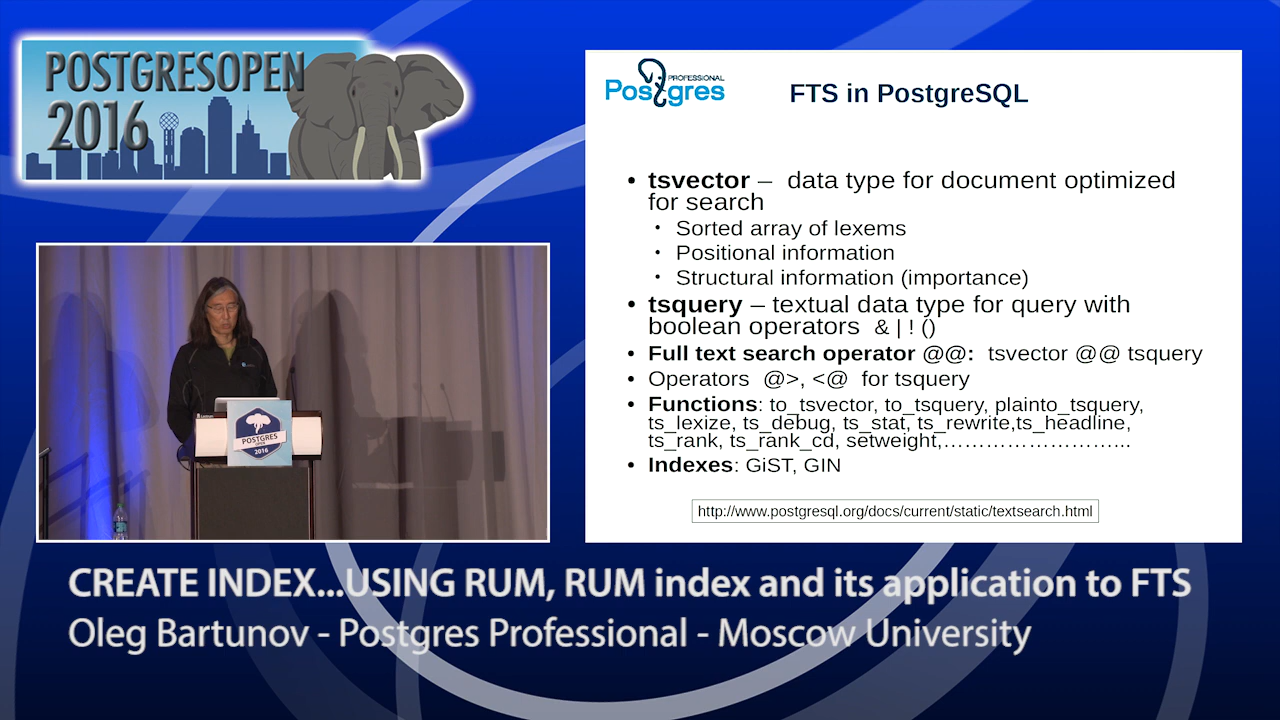 POSTGRESOPEN
2016
PROFESSIONAL
Postgres
FTS in PostgreSQL
• tsvector – data type for document optimized
for search
• Sorted array of lexems
• Positional information
• Structural information (importance)
• tsquery – textual data type for query with
boolean operators & | ! ()
• Full text search operator @@: tsvector @@ tsquery
• Operators @>, <@ for tsquery
• Functions: to_tsvector, to_tsquery, plainto_tsquery,
ts_lexize, ts_debug, ts_stat, ts_rewrite,ts_headline,
ts_rank, ts_rank_cd, setweight,……………………...
• Indexes: GiST, GIN
http://www.postgresql.org/docs/current/static/textsearch.html
POSTGRES
OPEN
2016
CREATE INDEX...USING RUM, RUM index and its application to FTS
Oleg Bartunov - Postgres Professional - Moscow University